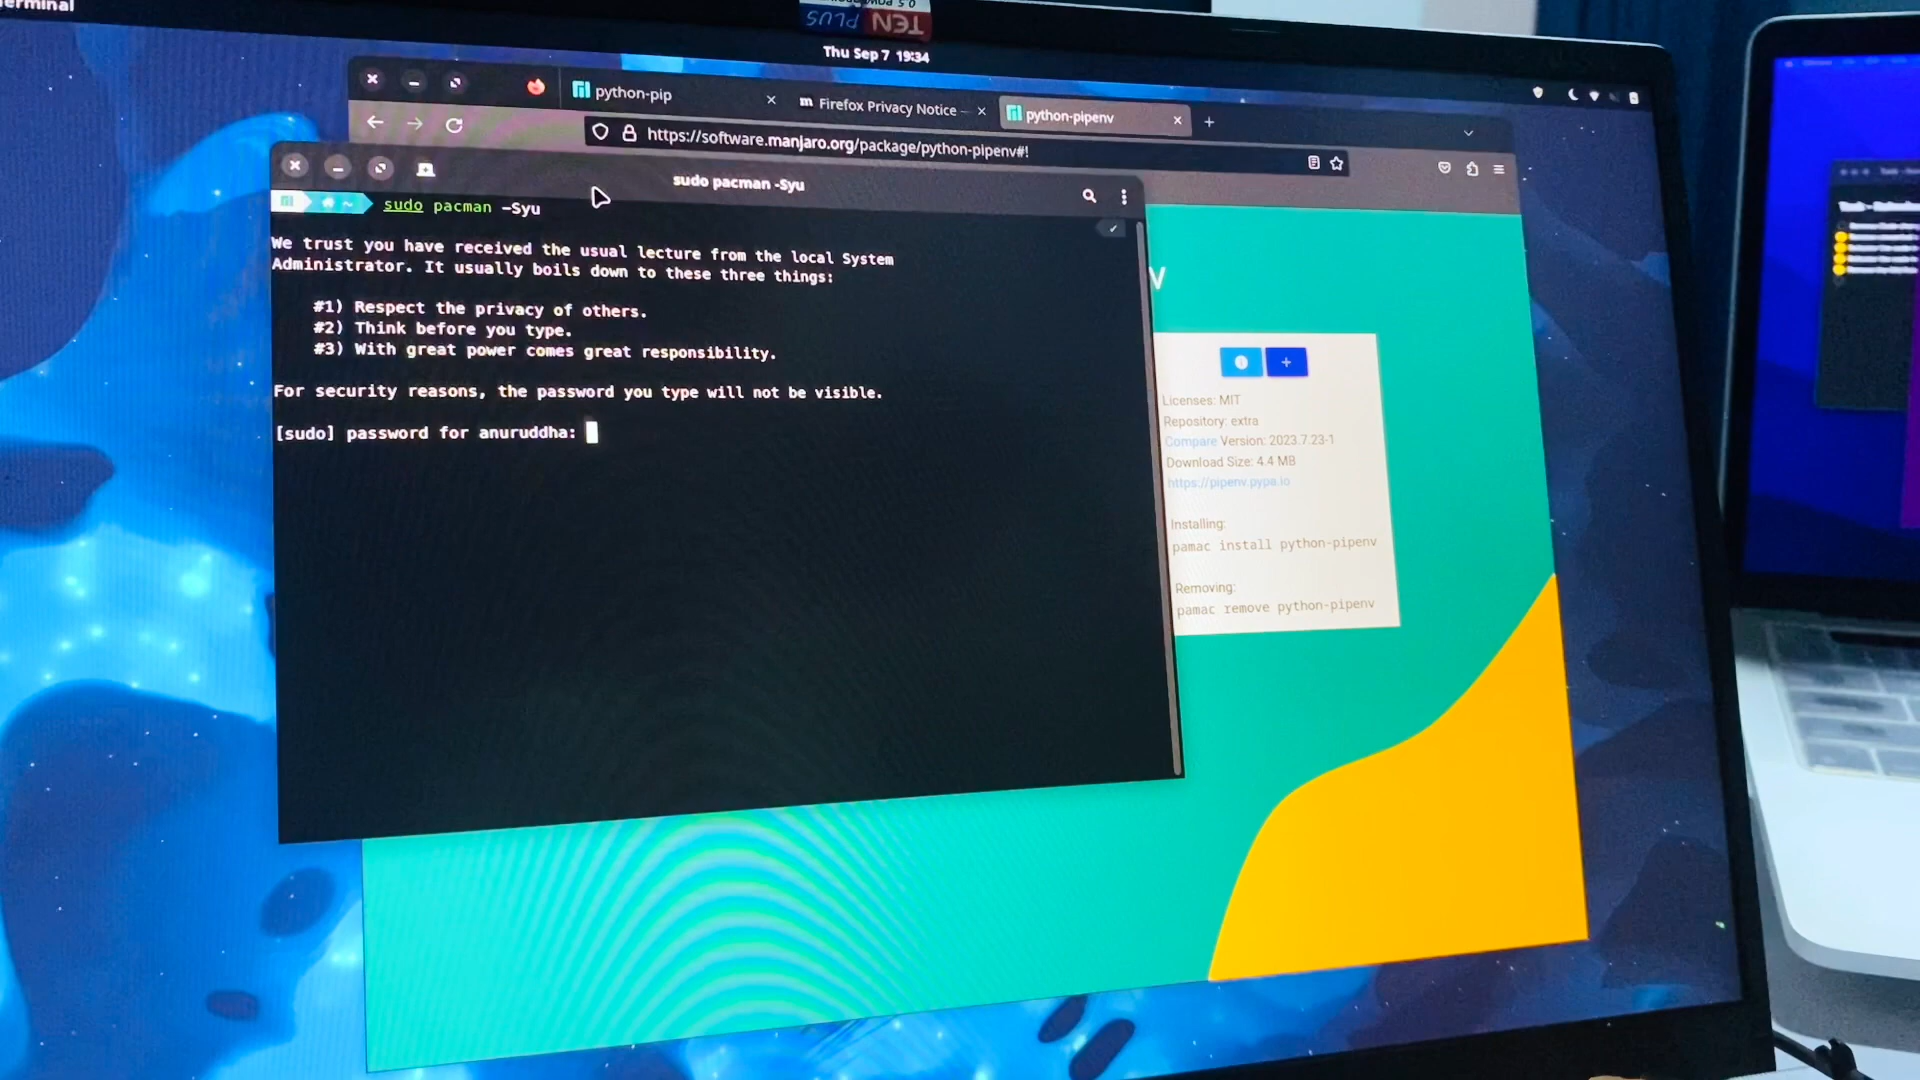 Terminal
TEN PLUS
Thu Sep 7 19:34
python-pip
Firefox Privacy Notice —
python-pipenv
https://software.manjaro.org/package/python-pipenv#!
sudo pacman -Syu
~ sudo pacman -Syu
We trust you have received the usual lecture from the local System
Administrator. It usually boils down to these three things:
#1) Respect the privacy of others.
#2) Think before you type.
#3) With great power comes great responsibility.
For security reasons, the password you type will not be visible.
[sudo] password for anuruddha:
v
Licenses: MIT
Repository: extra
Compare Version: 2023.7.23-1
Download Size: 4.4 MB
https://pipenv.pypa.io
Installing:
pamac install python-pipenv
Removing:
pamac remove python-pipenv